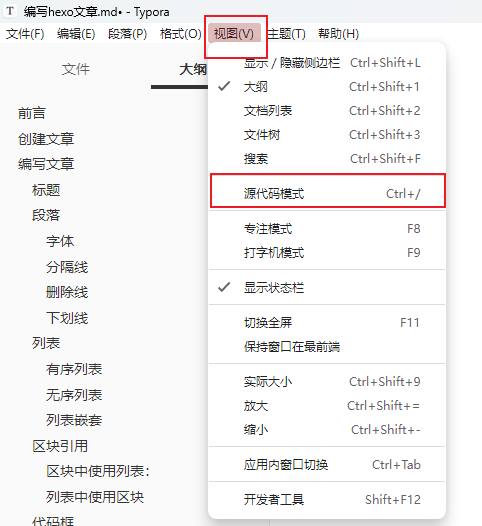 T 编写hexo文章.md• - Typora
文件(F) 编辑(E) 段落(P) 格式(O) 视图(V) 主题(T) 帮助(H)
文件 大纲
前言
创建文章
编写文章
标题
段落
字体
分隔线
删除线
下划线
列表
有序列表
无序列表
列表嵌套
区块引用
区块中使用列表:
列表中使用区块
代码框
显示 / 隐藏侧边栏 Ctrl+Shift+L
大纲 Ctrl+Shift+1
文档列表 Ctrl+Shift+2
文件树 Ctrl+Shift+3
搜索 Ctrl+Shift+F
源代码模式 Ctrl+/
专注模式 F8
打字机模式 F9
显示状态栏
切换全屏 F11
保持窗口在最前端
实际大小 Ctrl+Shift+9
放大 Ctrl+Shift+=
缩小 Ctrl+Shift+-
应用内窗口切换 Ctrl+Tab
开发者工具 Shift+F12